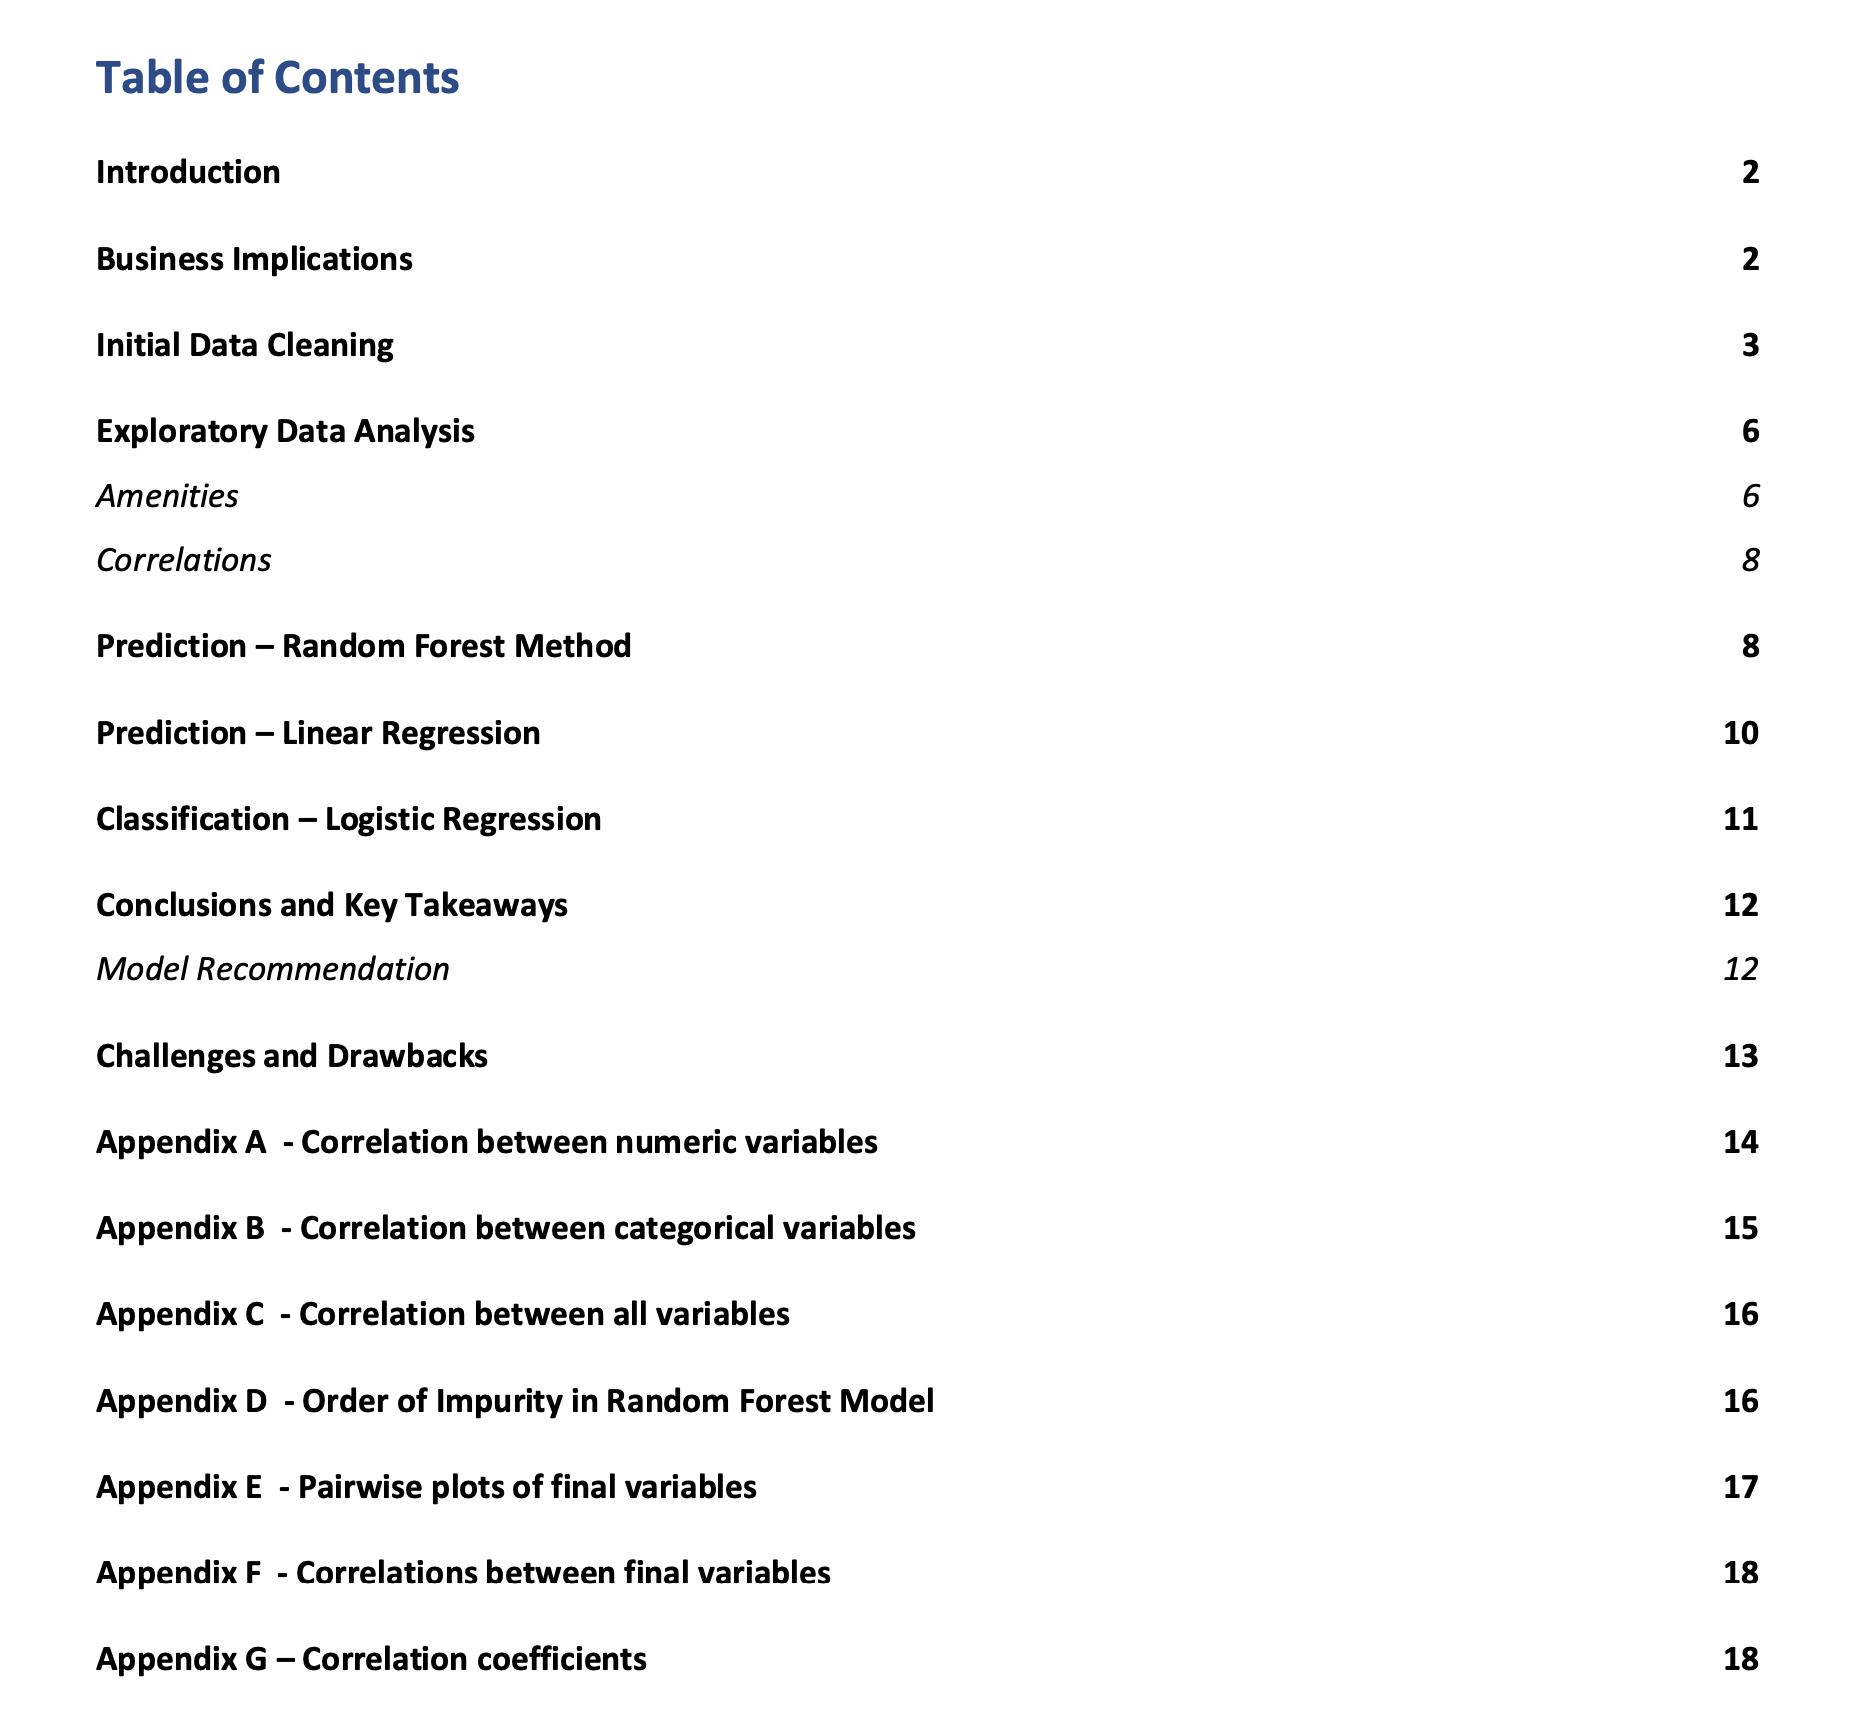 Table of Contents
Introduction 2
Business Implications 2
Initial Data Cleaning 3
Exploratory Data Analysis 6
Amenities 6
Correlations 8
Prediction – Random Forest Method 8
Prediction – Linear Regression 10
Classification – Logistic Regression 11
Conclusions and Key Takeaways 12
Model Recommendation 12
Challenges and Drawbacks 13
Appendix A  - Correlation between numeric variables 14
Appendix B  - Correlation between categorical variables 15
Appendix C  - Correlation between all variables 16
Appendix D  - Order of Impurity in Random Forest Model 16
Appendix E  - Pairwise plots of final variables 17
Appendix F  - Correlations between final variables 18
Appendix G – Correlation coefficients 18